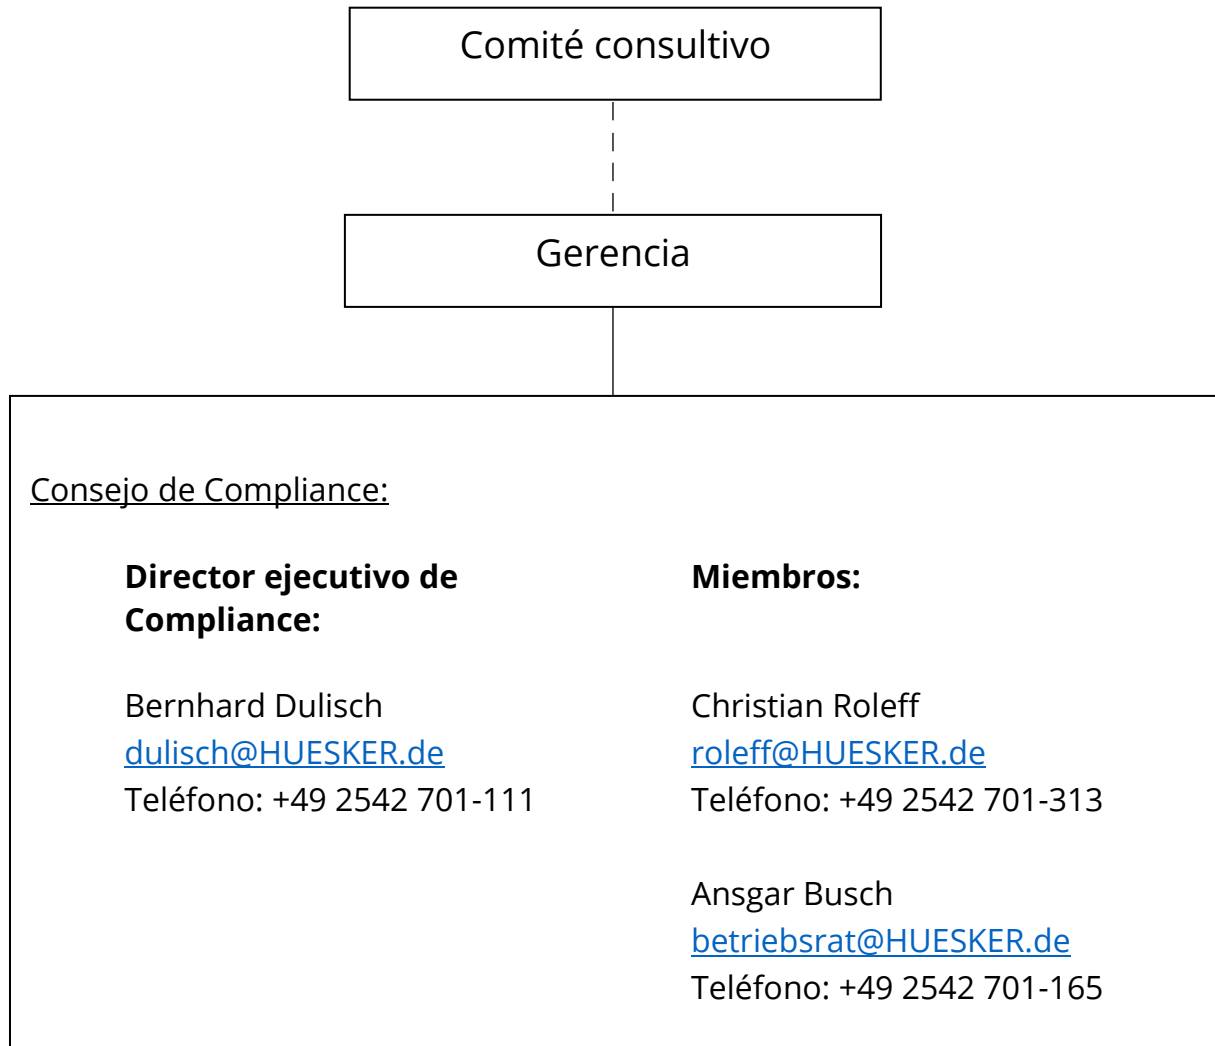 Comité consultivo
Gerencia
Consejo de Compliance:
Director ejecutivo de
Compliance:
Bernhard Dulisch
dulisch@HUESKER.de
Teléfono: +49 2542 701-111
Miembros:
Christian Roleff
roleff@HUESKER.de
Teléfono: +49 2542 701-313
Ansgar Busch
betriebsrat@HUESKER.de
Teléfono: +49 2542 701-165